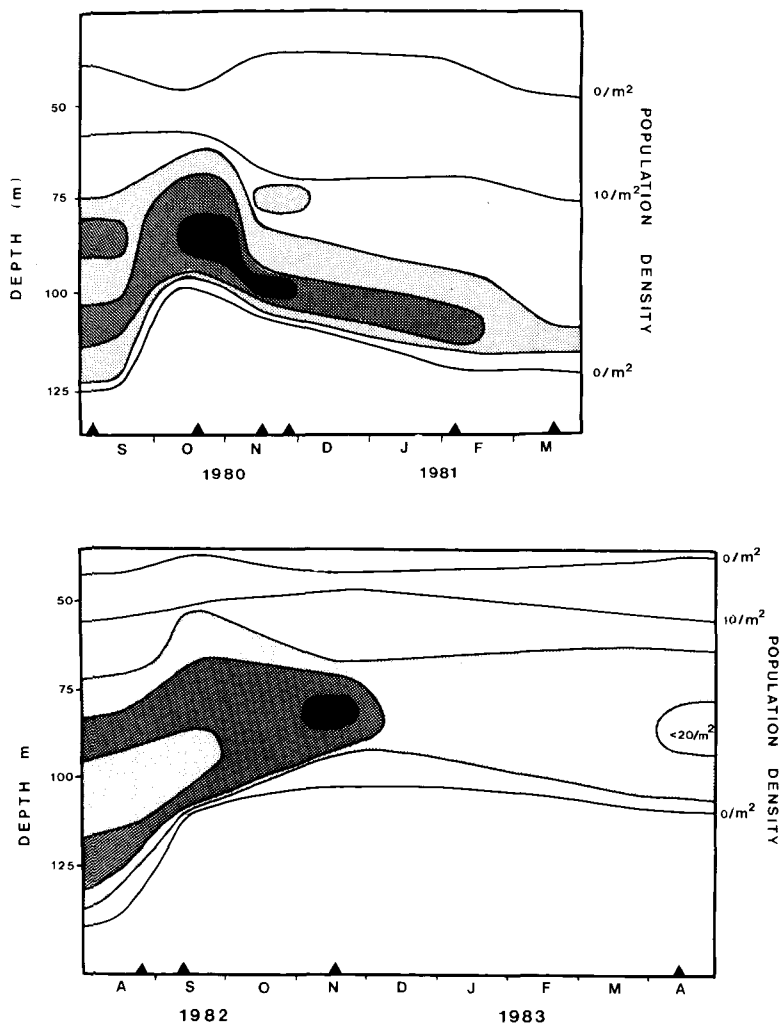 0/m²
50
75
10/m²
100
0/m²
125
DEPTH (m)
POPULATION DENSITY
S O N D J F M
1980 1981
0/m²
50
10/m²
75
<20/m²
100
0/m²
125
DEPTH m
POPULATION DENSITY
A S O N D J F M A
1982 1983